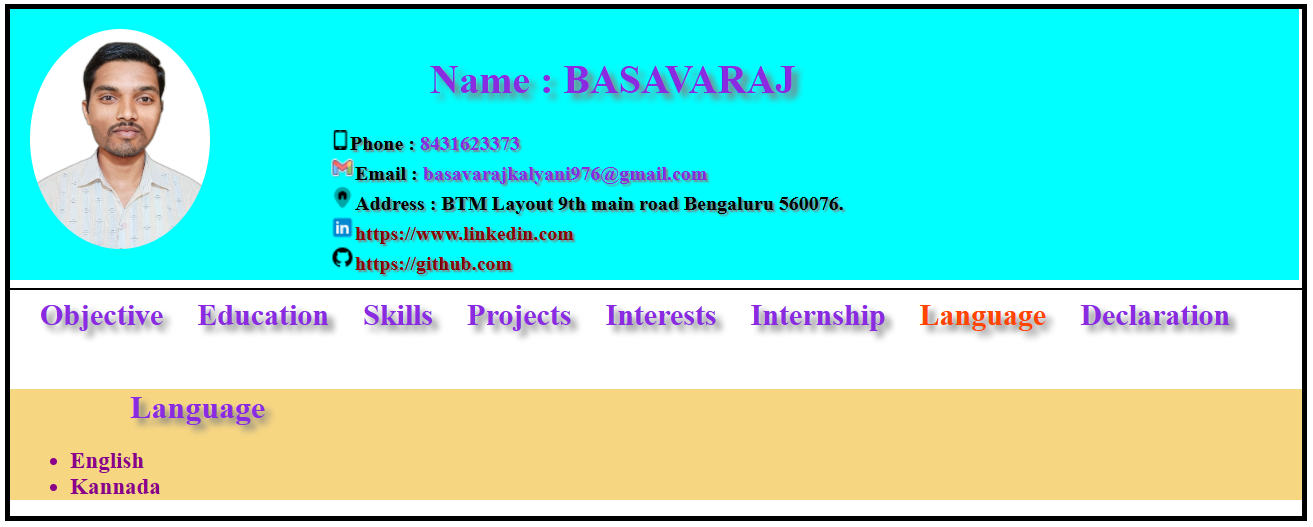 Name : BASAVARAJ
Phone : 8431623373
Email : basavarajkalyani976@gmail.com
Address : BTM Layout 9th main road Bengaluru 560076.
in https://www.linkedin.com
https://github.com
Objective Education Skills Projects Interests Internship Language Declaration
Language
• English
• Kannada